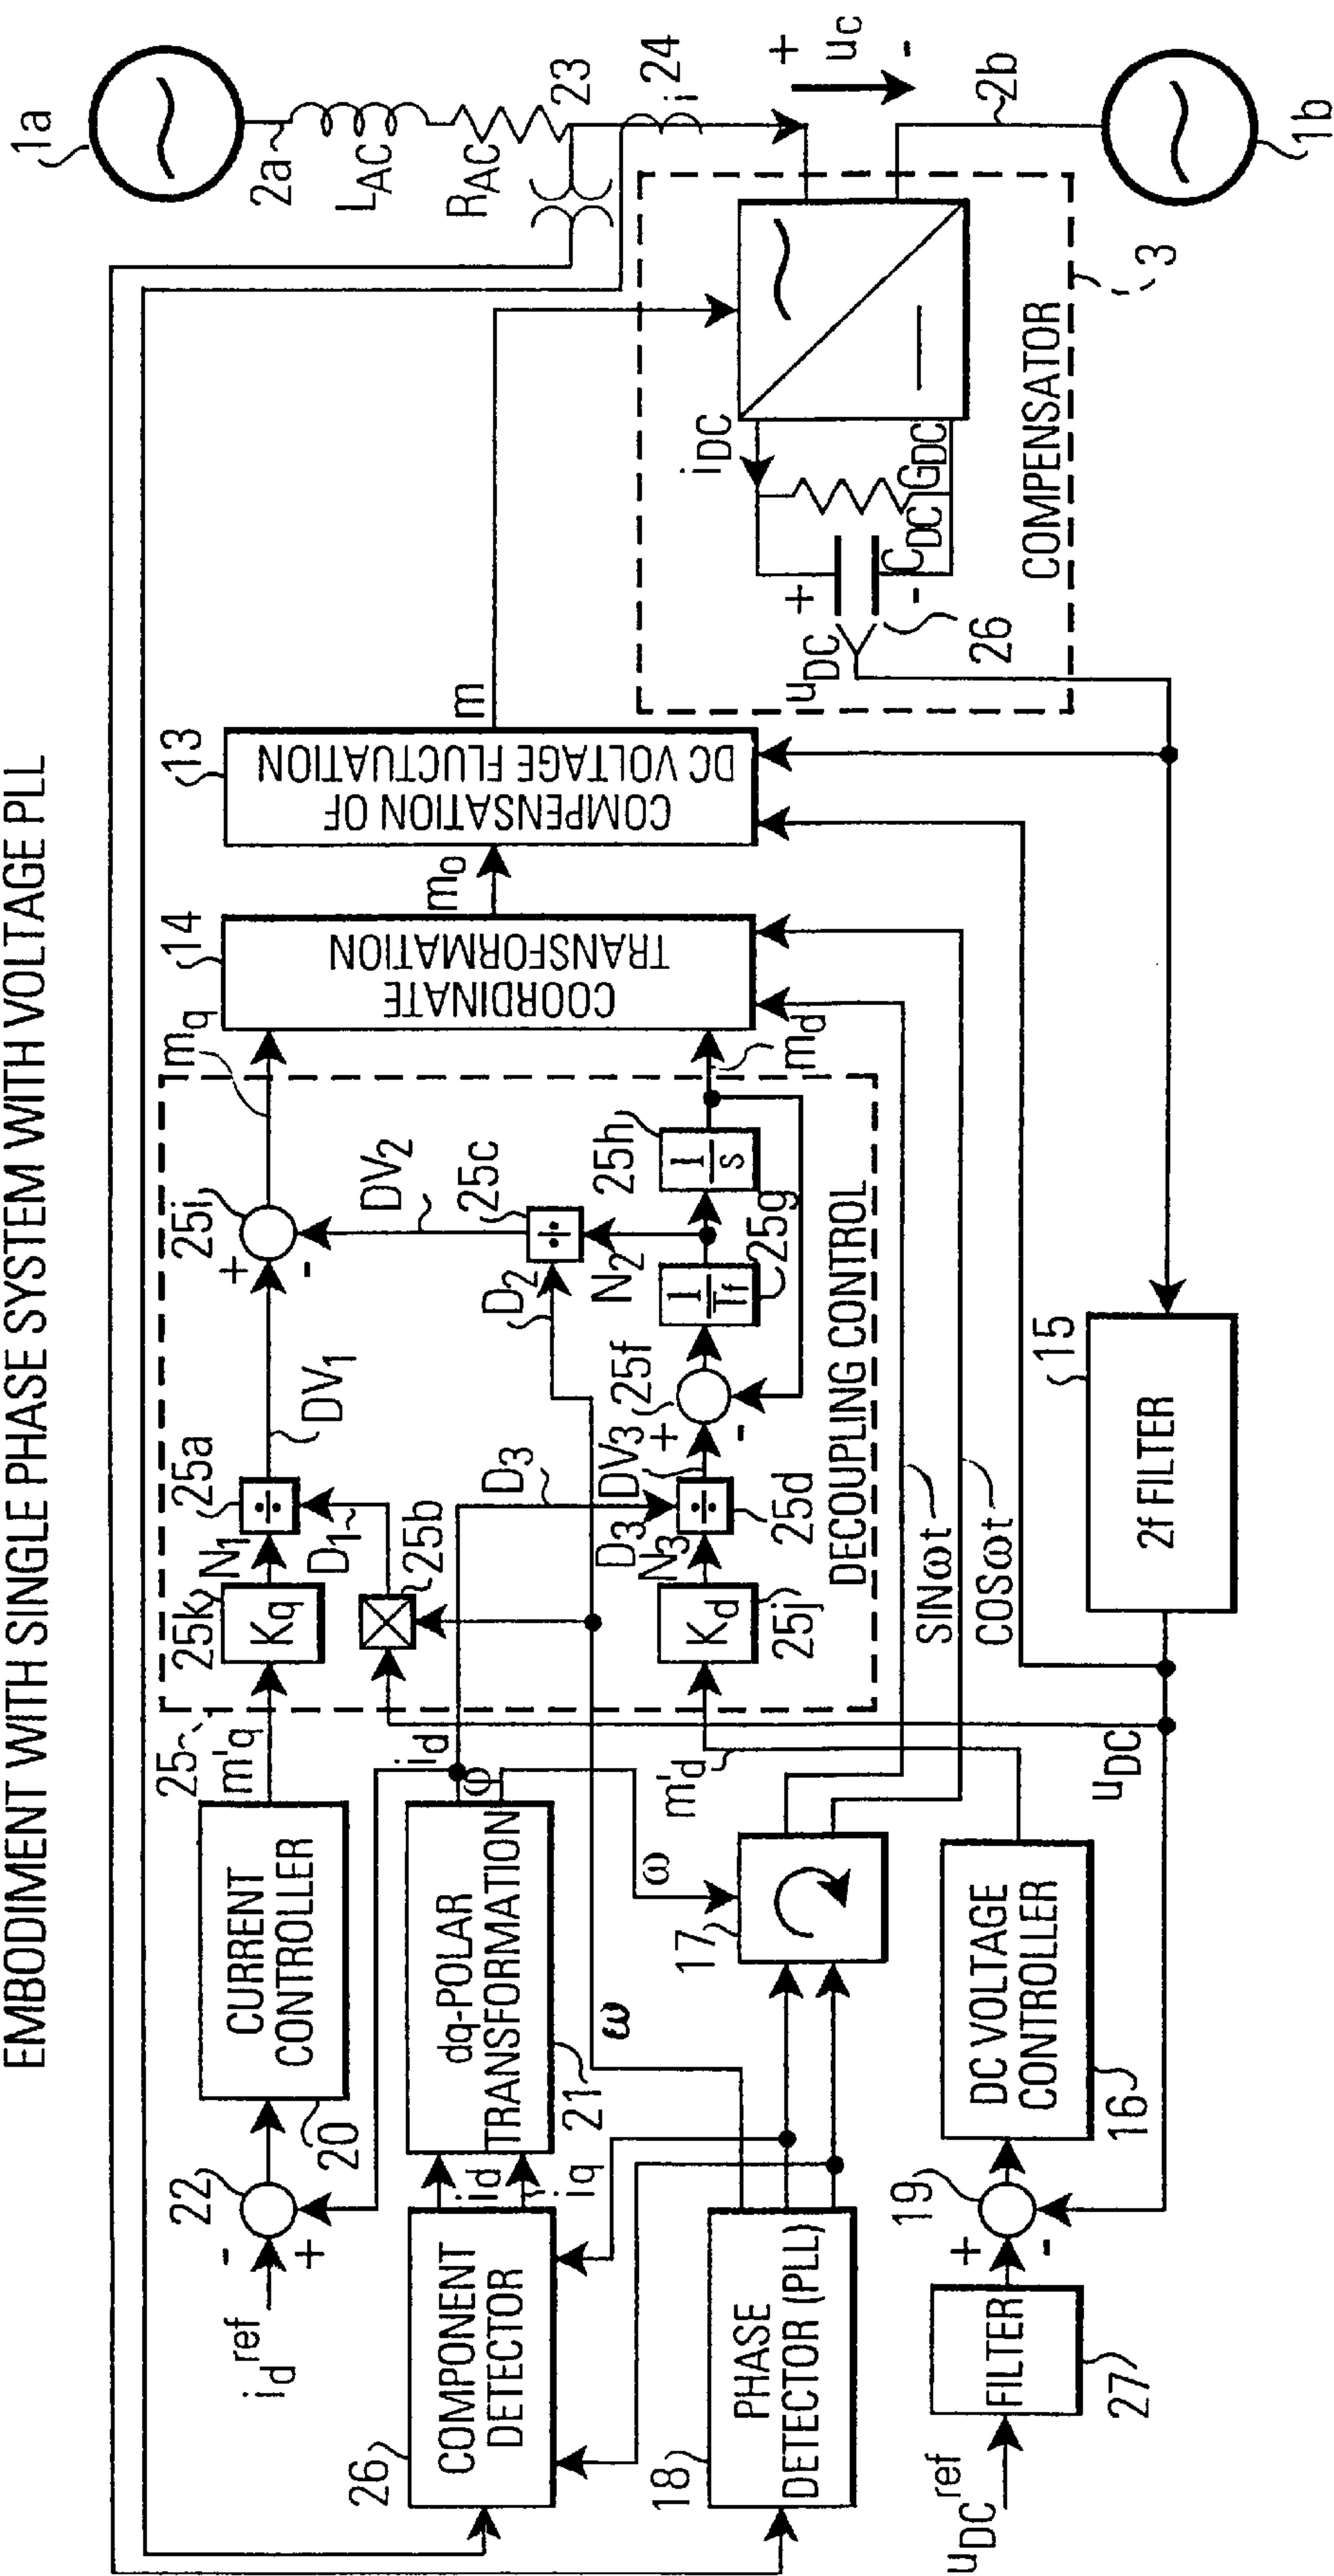 EMBODIMENT WITH SINGLE PHASE SYSTEM WITH VOLTAGE PLL
1a
2a
LAC
RAC
23
24
i
+
uc
-
2b
1b
3
COMPENSATOR
iDC
GDC
CDC
+
-
uDC
26
m
13
COMPENSATION OF
DC VOLTAGE FLUCTUATION
mo
14
COORDINATE
TRANSFORMATION
mq
md
25i
+
-
DV2
25c
D2
N2
25h
1/s
25g
1/Tf
25f
+
-
DV3
DV1
25a
N1
D1
25b
25k
Kq
D3
D3
N3
25d
Kd
25j
DECOUPLING CONTROL
25
m'q
id
φ
ω
ω
m'd
SINωt
COSωt
CURRENT
CONTROLLER
20
22
-
+
id ref
dq-POLAR
TRANSFORMATION
21
id
iq
COMPONENT
DETECTOR
26
17
PHASE
DETECTOR (PLL)
18
DC VOLTAGE
CONTROLLER
16
19
+
-
FILTER
27
uDC ref
15
2f FILTER
uDC